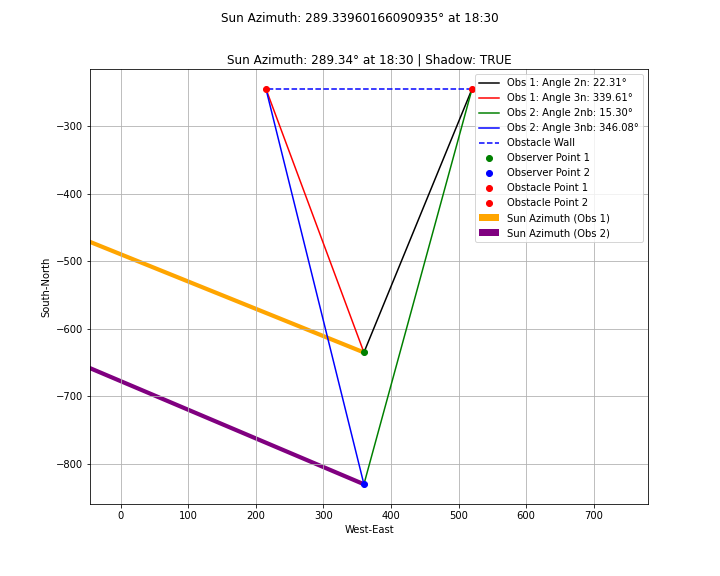 Sun Azimuth: 289.33960166090935° at 18:30
Sun Azimuth: 289.34° at 18:30 | Shadow: TRUE
Obs 1: Angle 2n: 22.31°
Obs 1: Angle 3n: 339.61°
Obs 2: Angle 2nb: 15.30°
Obs 2: Angle 3nb: 346.08°
Obstacle Wall
Observer Point 1
Observer Point 2
Obstacle Point 1
Obstacle Point 2
Sun Azimuth (Obs 1)
Sun Azimuth (Obs 2)
South-North
−300
−400
−500
−600
−700
−800
0 100 200 300 400 500 600 700
West-East